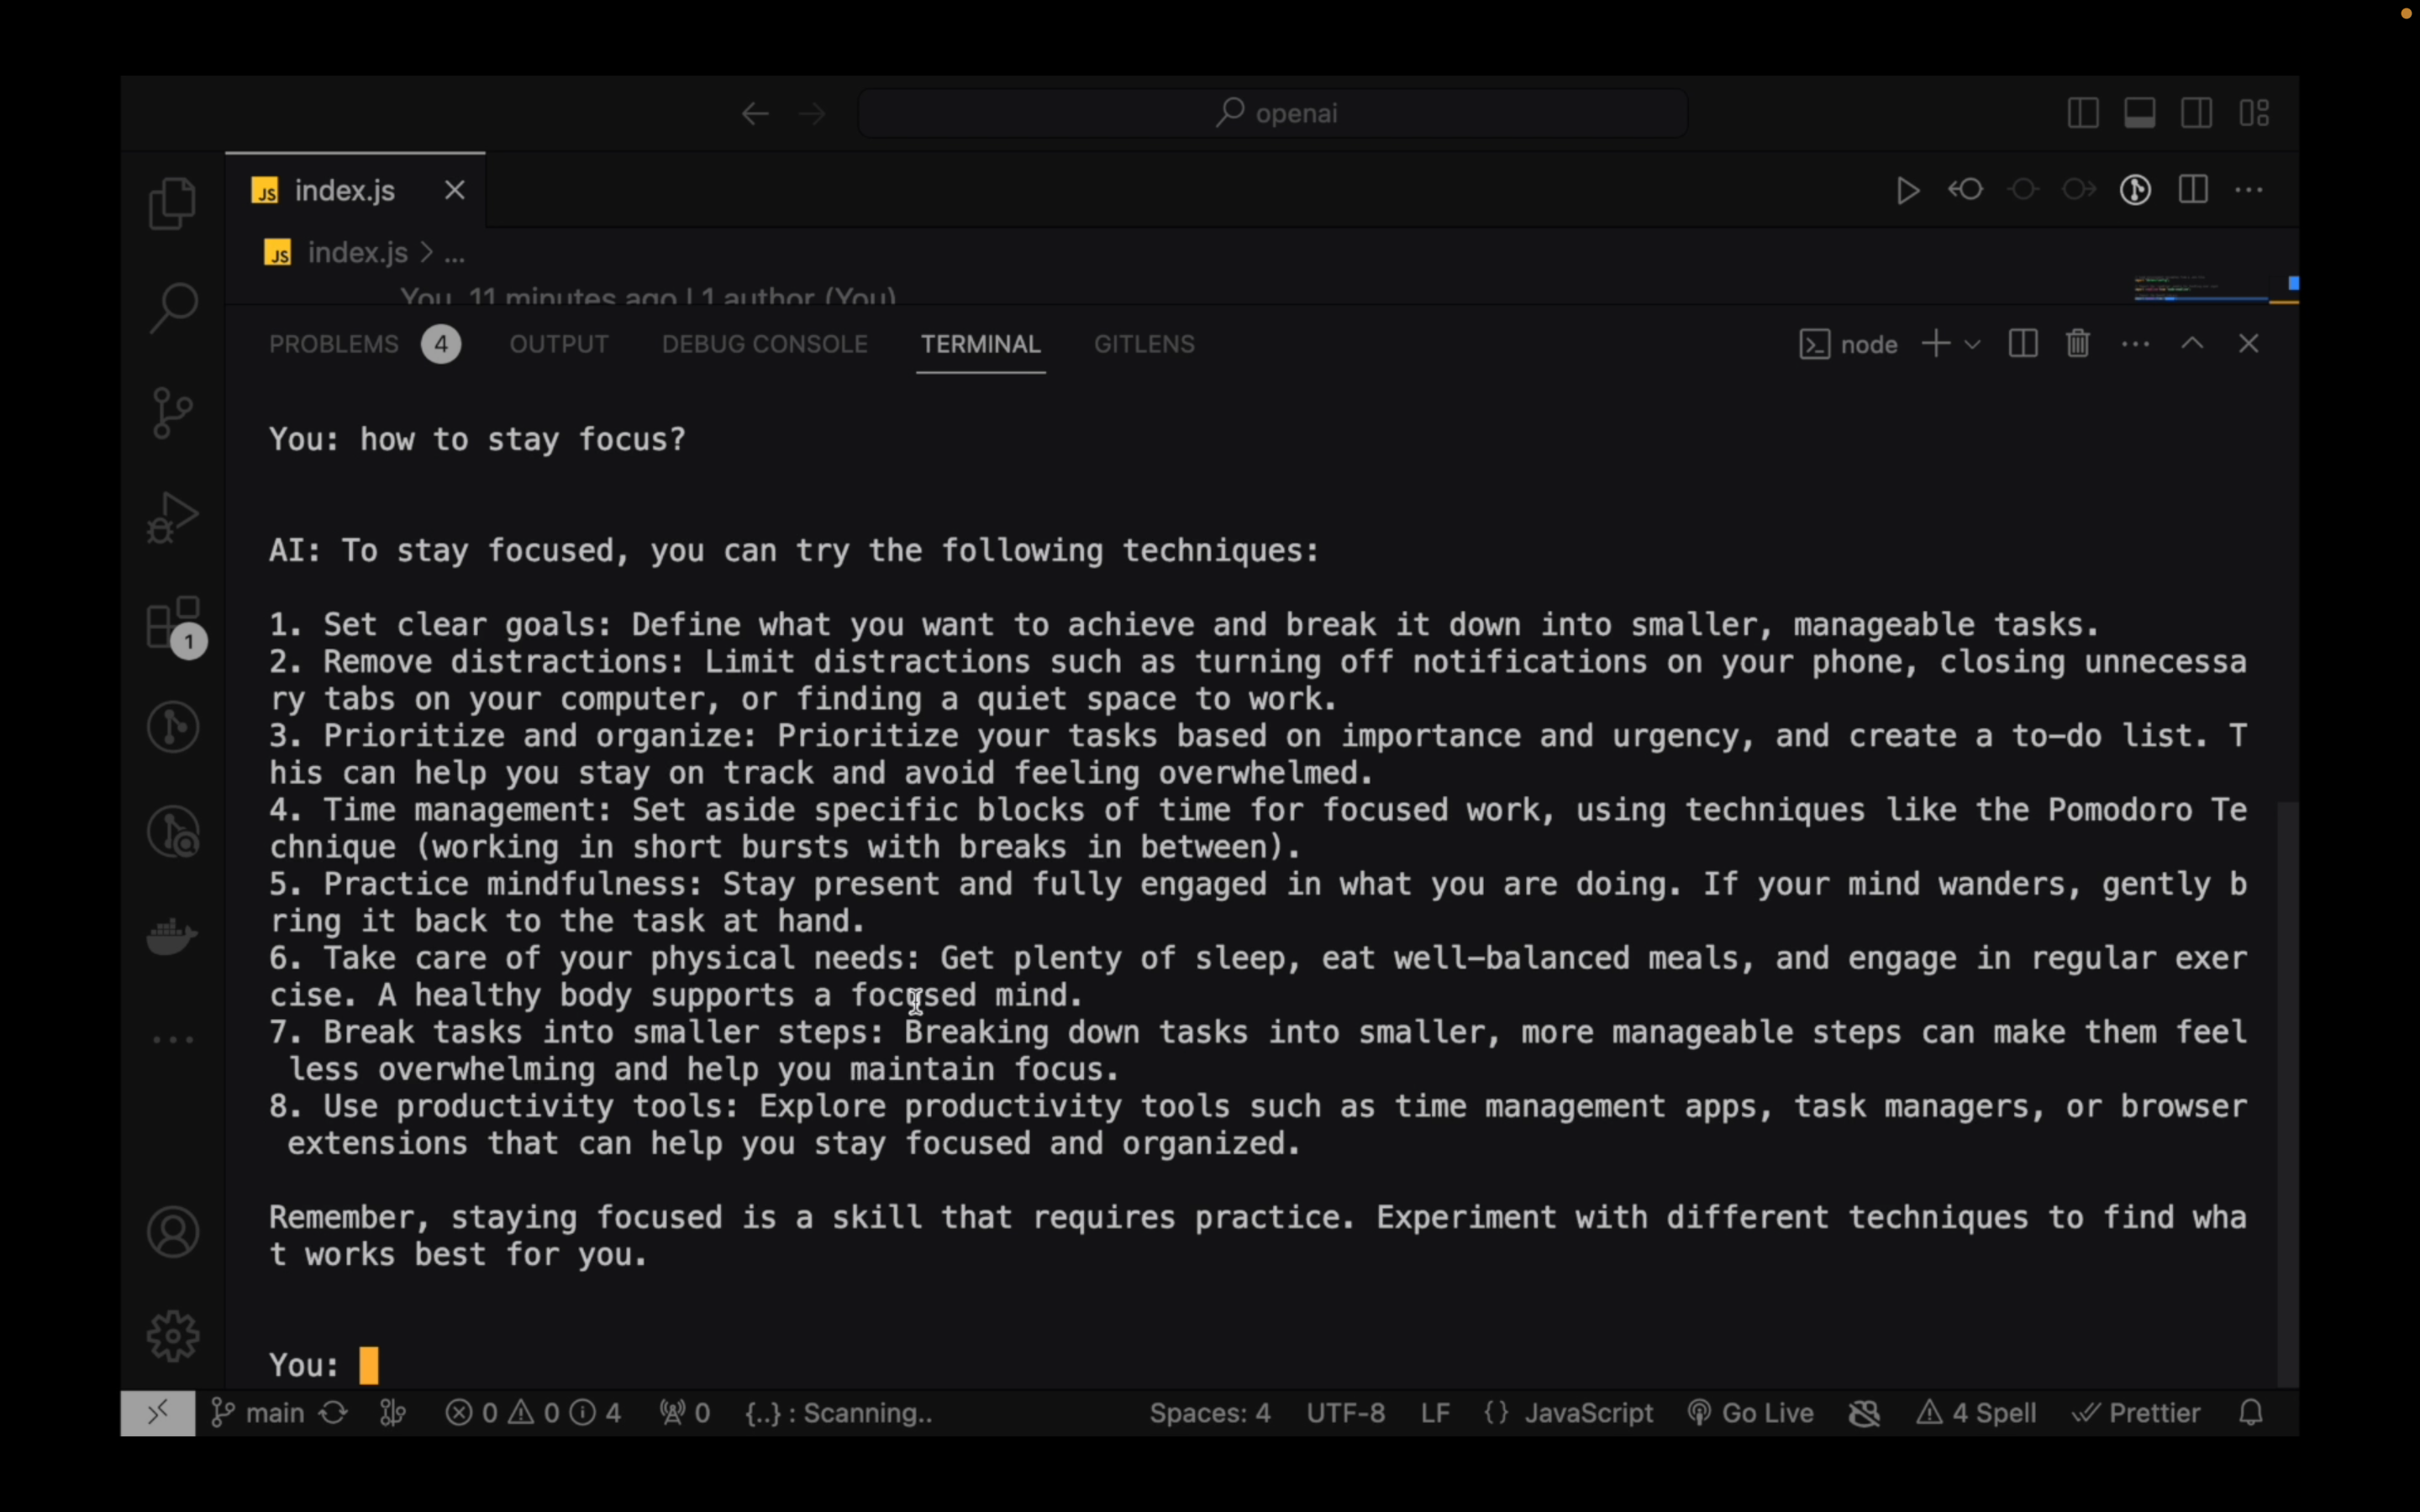 openai
JS index.js
JS index.js > ...
You, 11 minutes ago | 1 author (You)
PROBLEMS 4 OUTPUT DEBUG CONSOLE TERMINAL GITLENS node
You: how to stay focus?
AI: To stay focused, you can try the following techniques:
1. Set clear goals: Define what you want to achieve and break it down into smaller, manageable tasks.
2. Remove distractions: Limit distractions such as turning off notifications on your phone, closing unnecessa
ry tabs on your computer, or finding a quiet space to work.
3. Prioritize and organize: Prioritize your tasks based on importance and urgency, and create a to-do list. T
his can help you stay on track and avoid feeling overwhelmed.
4. Time management: Set aside specific blocks of time for focused work, using techniques like the Pomodoro Te
chnique (working in short bursts with breaks in between).
5. Practice mindfulness: Stay present and fully engaged in what you are doing. If your mind wanders, gently b
ring it back to the task at hand.
6. Take care of your physical needs: Get plenty of sleep, eat well-balanced meals, and engage in regular exer
cise. A healthy body supports a focused mind.
1
7. Break tasks into smaller steps: Breaking down tasks into smaller, more manageable steps can make them feel
less overwhelming and help you maintain focus.
8. Use productivity tools: Explore productivity tools such as time management apps, task managers, or browser
extensions that can help you stay focused and organized.
Remember, staying focused is a skill that requires practice. Experiment with different techniques to find wha
t works best for you.
You:
main 0 0 4 0 {..} : Scanning.. Spaces: 4 UTF-8 LF {} JavaScript Go Live 4 Spell Prettier